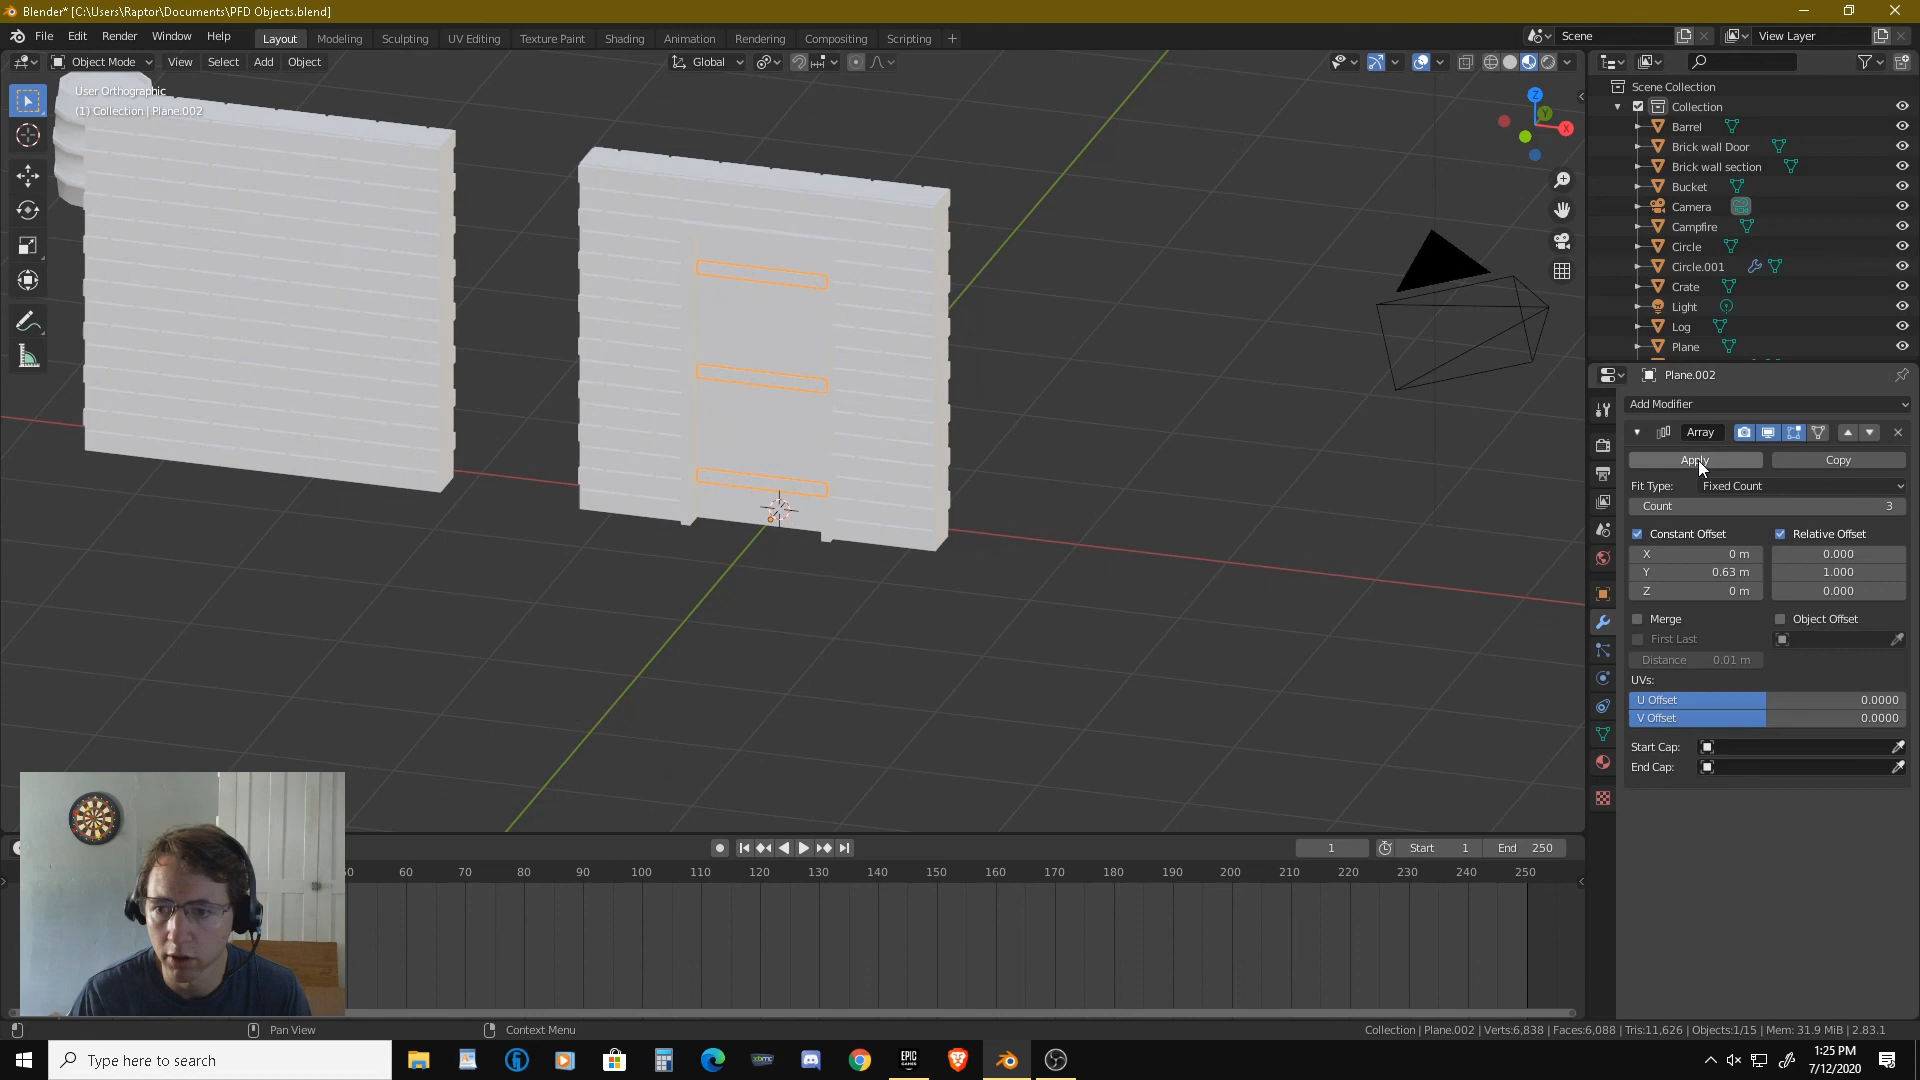 Blender* [C:\Users\Raptor\Documents\PFD Objects.blend]
File Edit Render Window Help Layout Modeling Sculpting UV Editing Texture Paint Shading Animation Rendering Compositing Scripting + Scene View Layer
Object Mode View Select Add Object Global
User Orthographic
(1) Collection | Plane.002
Z
Y
X
Scene Collection
Collection
Barrel
Brick wall Door
Brick wall section
Bucket
Camera
Campfire
Circle
Circle.001
Crate
Light
Log
Plane
Plane.002
Add Modifier
Array
Apply Copy
Fit Type: Fixed Count
Count 3
Constant Offset Relative Offset
X 0 m 0.000
Y 0.63 m 1.000
Z 0 m 0.000
Merge Object Offset
First Last
Distance 0.01 m
UVs:
U Offset 0.0000
V Offset 0.0000
Start Cap:
End Cap:
1 Start 1 End 250
60 70 80 90 100 110 120 130 140 150 160 170 180 190 200 210 220 230 240 250
Pan View Context Menu Collection | Plane.002 | Verts:6,838 | Faces:6,088 | Tris:11,626 | Objects:1/15 | Mem: 31.9 MiB | 2.83.1
Type here to search
EPIC
GAMES
1:25 PM
7/12/2020